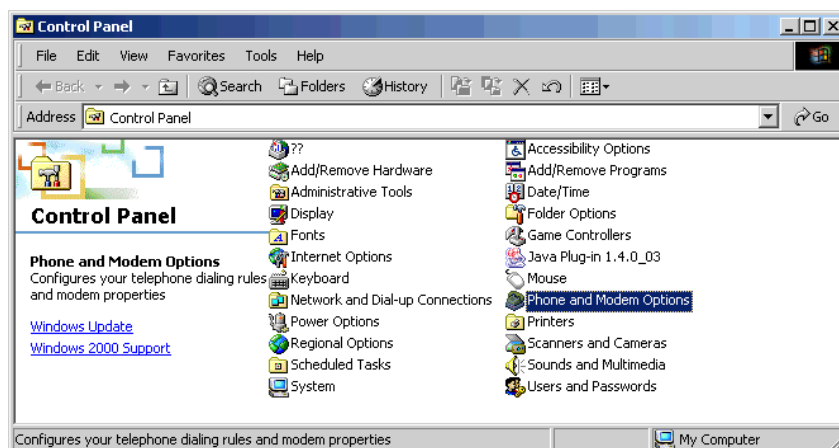 Control Panel
File Edit View Favorites Tools Help
Back Search Folders History
Address Control Panel Go
Control Panel
Phone and Modem Options
Configures your telephone dialing rules
and modem properties
Windows Update
Windows 2000 Support
?? Accessibility Options
Add/Remove Hardware Add/Remove Programs
Administrative Tools Date/Time
Display Folder Options
Fonts Game Controllers
Internet Options Java Plug-in 1.4.0_03
Keyboard Mouse
Network and Dial-up Connections Phone and Modem Options
Power Options Printers
Regional Options Scanners and Cameras
Scheduled Tasks Sounds and Multimedia
System Users and Passwords
Configures your telephone dialing rules and modem properties My Computer